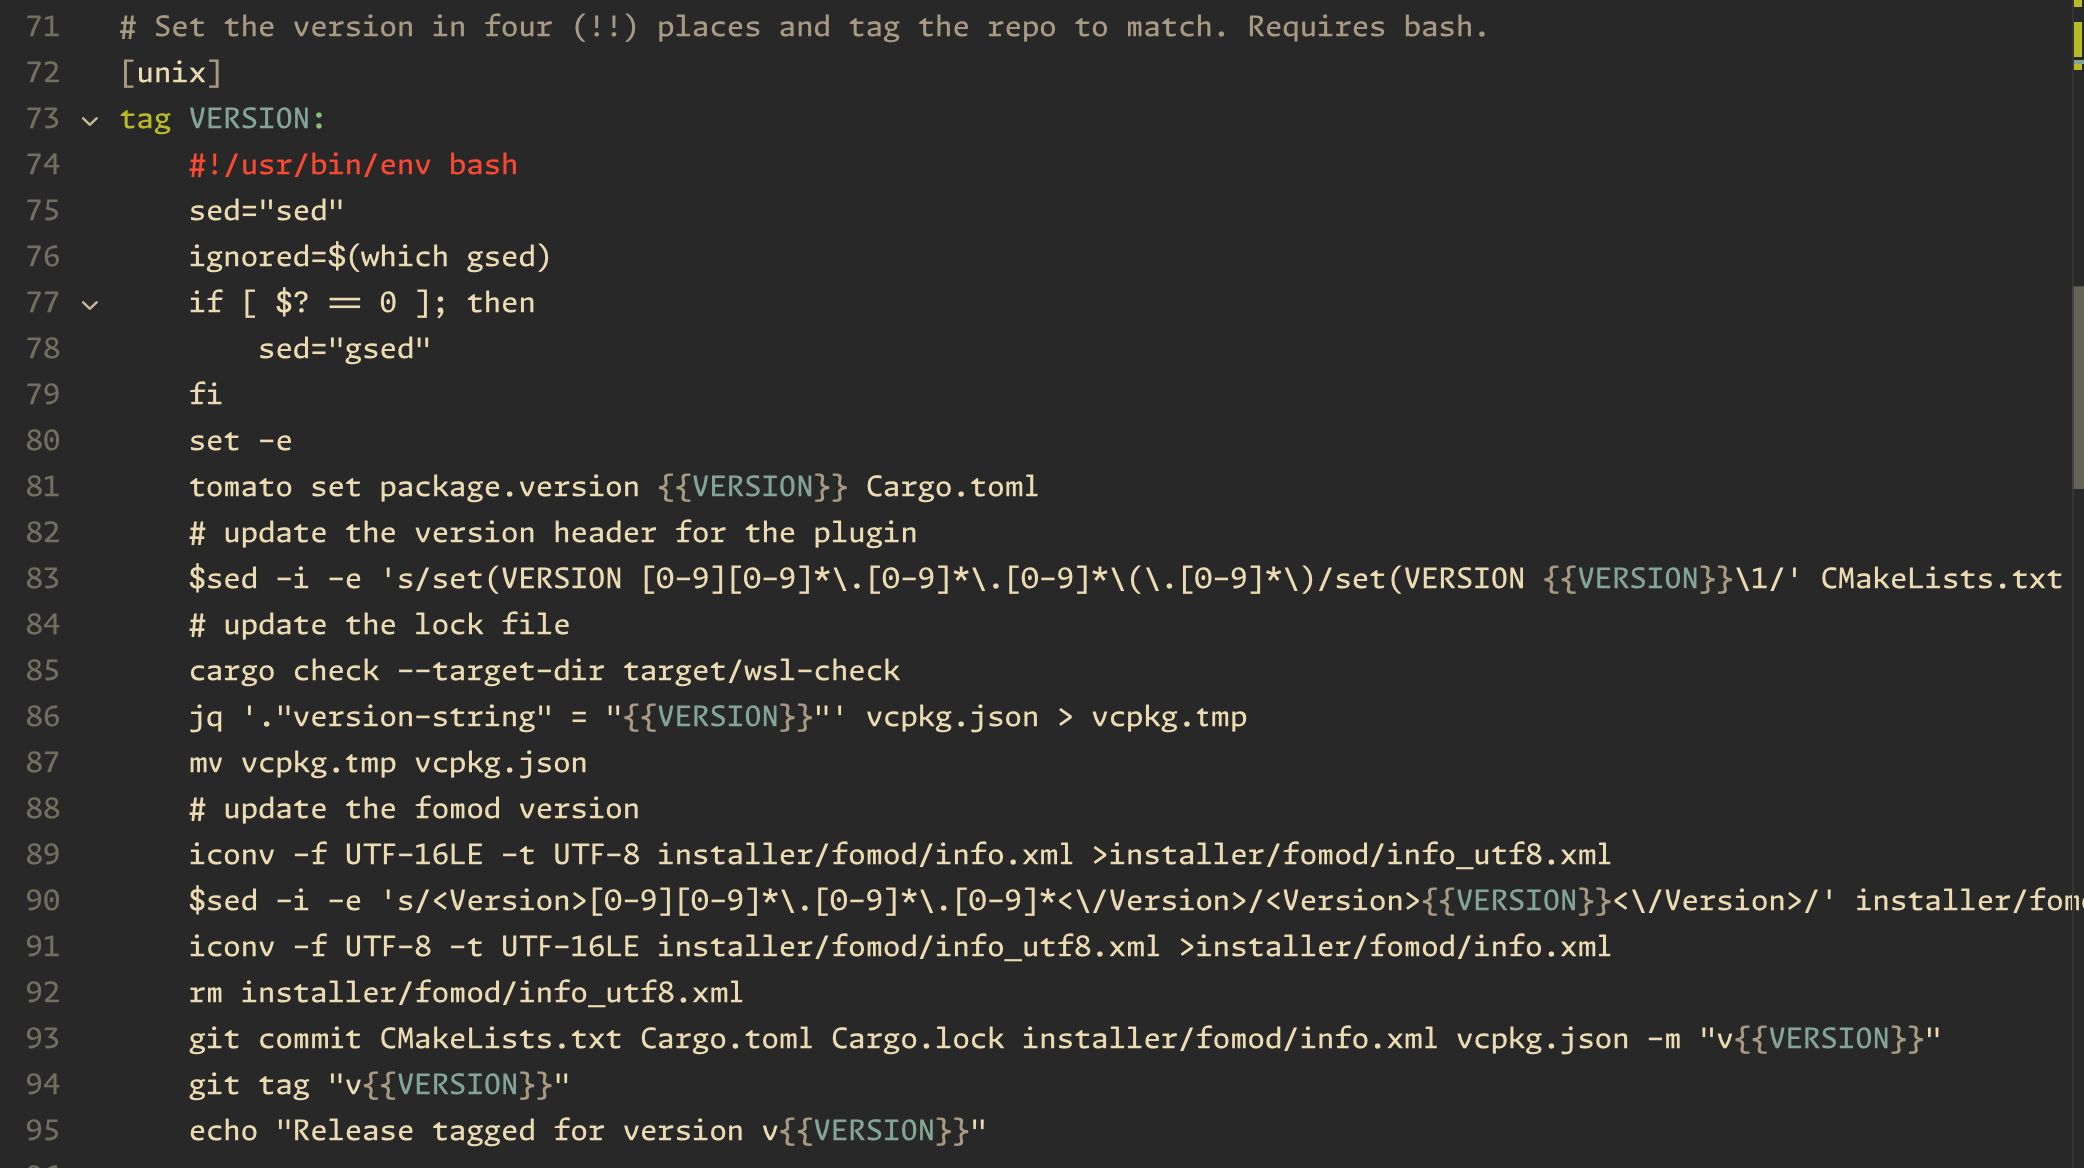 71 # Set the version in four (!!) places and tag the repo to match. Requires bash.
72 [unix]
73 tag VERSION:
74     #!/usr/bin/env bash
75     sed="sed"
76     ignored=$(which gsed)
77     if [ $? == 0 ]; then
78         sed="gsed"
79     fi
80     set -e
81     tomato set package.version {{VERSION}} Cargo.toml
82     # update the version header for the plugin
83     $sed -i -e 's/set(VERSION [0-9][0-9]*\.[0-9]*\.[0-9]*\(\.[0-9]*\)/set(VERSION {{VERSION}}\1/' CMakeLists.txt
84     # update the lock file
85     cargo check --target-dir target/wsl-check
86     jq '."version-string" = "{{VERSION}}"' vcpkg.json > vcpkg.tmp
87     mv vcpkg.tmp vcpkg.json
88     # update the fomod version
89     iconv -f UTF-16LE -t UTF-8 installer/fomod/info.xml >installer/fomod/info_utf8.xml
90     $sed -i -e 's/<Version>[0-9][0-9]*\.[0-9]*\.[0-9]*<\/Version>/<Version>{{VERSION}}<\/Version>/' installer/fom
91     iconv -f UTF-8 -t UTF-16LE installer/fomod/info_utf8.xml >installer/fomod/info.xml
92     rm installer/fomod/info_utf8.xml
93     git commit CMakeLists.txt Cargo.toml Cargo.lock installer/fomod/info.xml vcpkg.json -m "v{{VERSION}}"
94     git tag "v{{VERSION}}"
95     echo "Release tagged for version v{{VERSION}}"